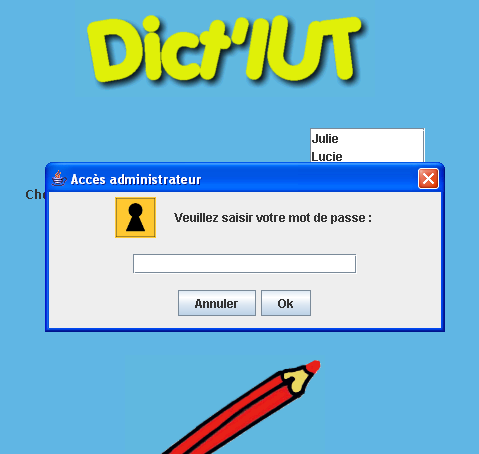 Dict'IUT
Julie
Lucie
Accès administrateur
Veuillez saisir votre mot de passe :
Annuler
Ok